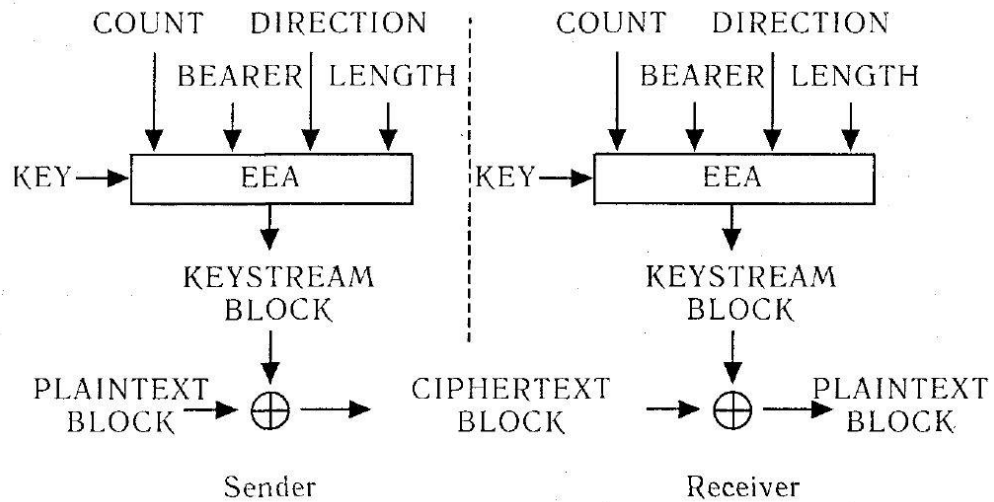 COUNT DIRECTION COUNT DIRECTION
BEARER LENGTH BEARER LENGTH
KEY EEA KEY EEA
KEYSTREAM KEYSTREAM
BLOCK BLOCK
PLAINTEXT CIPHERTEXT PLAINTEXT
BLOCK BLOCK BLOCK
Sender Receiver